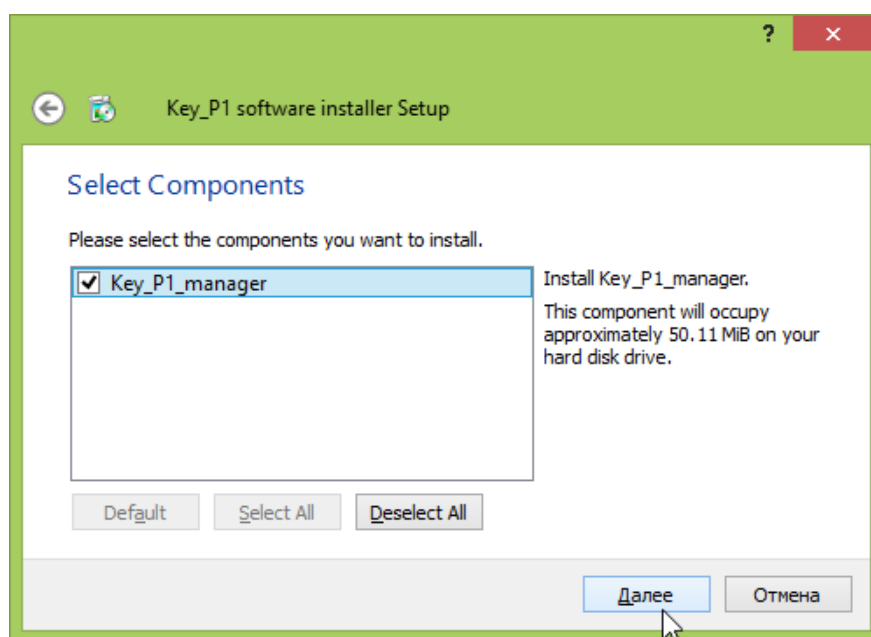 ?
Key_P1 software installer Setup
Select Components
Please select the components you want to install.
Key_P1_manager
Install Key_P1_manager.
This component will occupy
approximately 50.11 MiB on your
hard disk drive.
Default Select All Deselect All
Далее Отмена